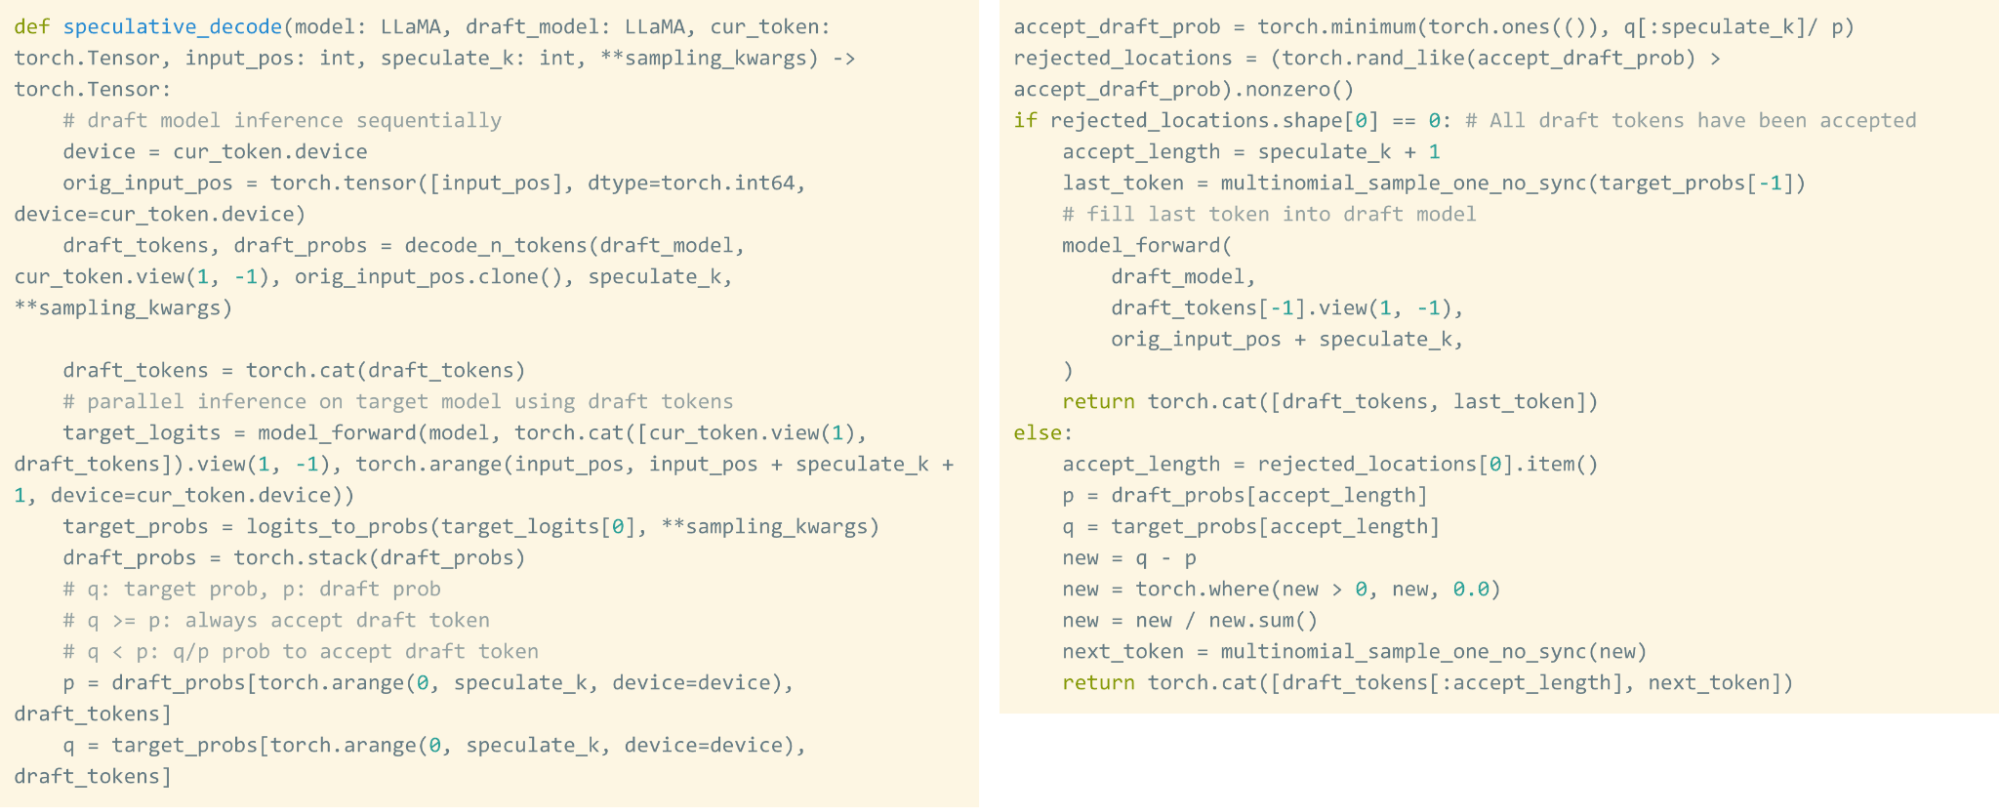 def speculative_decode(model: LLaMA, draft_model: LLaMA, cur_token:
torch.Tensor, input_pos: int, speculate_k: int, **sampling_kwargs) ->
torch.Tensor:
    # draft model inference sequentially
    device = cur_token.device
    orig_input_pos = torch.tensor([input_pos], dtype=torch.int64,
device=cur_token.device)
    draft_tokens, draft_probs = decode_n_tokens(draft_model,
cur_token.view(1, -1), orig_input_pos.clone(), speculate_k,
**sampling_kwargs)

    draft_tokens = torch.cat(draft_tokens)
    # parallel inference on target model using draft tokens
    target_logits = model_forward(model, torch.cat([cur_token.view(1),
draft_tokens]).view(1, -1), torch.arange(input_pos, input_pos + speculate_k +
1, device=cur_token.device))
    target_probs = logits_to_probs(target_logits[0], **sampling_kwargs)
    draft_probs = torch.stack(draft_probs)
    # q: target prob, p: draft prob
    # q >= p: always accept draft token
    # q < p: q/p prob to accept draft token
    p = draft_probs[torch.arange(0, speculate_k, device=device),
draft_tokens]
    q = target_probs[torch.arange(0, speculate_k, device=device),
draft_tokens]
accept_draft_prob = torch.minimum(torch.ones(()), q[:speculate_k]/ p)
rejected_locations = (torch.rand_like(accept_draft_prob) >
accept_draft_prob).nonzero()
if rejected_locations.shape[0] == 0: # All draft tokens have been accepted
    accept_length = speculate_k + 1
    last_token = multinomial_sample_one_no_sync(target_probs[-1])
    # fill last token into draft model
    model_forward(
        draft_model,
        draft_tokens[-1].view(1, -1),
        orig_input_pos + speculate_k,
    )
    return torch.cat([draft_tokens, last_token])
else:
    accept_length = rejected_locations[0].item()
    p = draft_probs[accept_length]
    q = target_probs[accept_length]
    new = q - p
    new = torch.where(new > 0, new, 0.0)
    new = new / new.sum()
    next_token = multinomial_sample_one_no_sync(new)
    return torch.cat([draft_tokens[:accept_length], next_token])